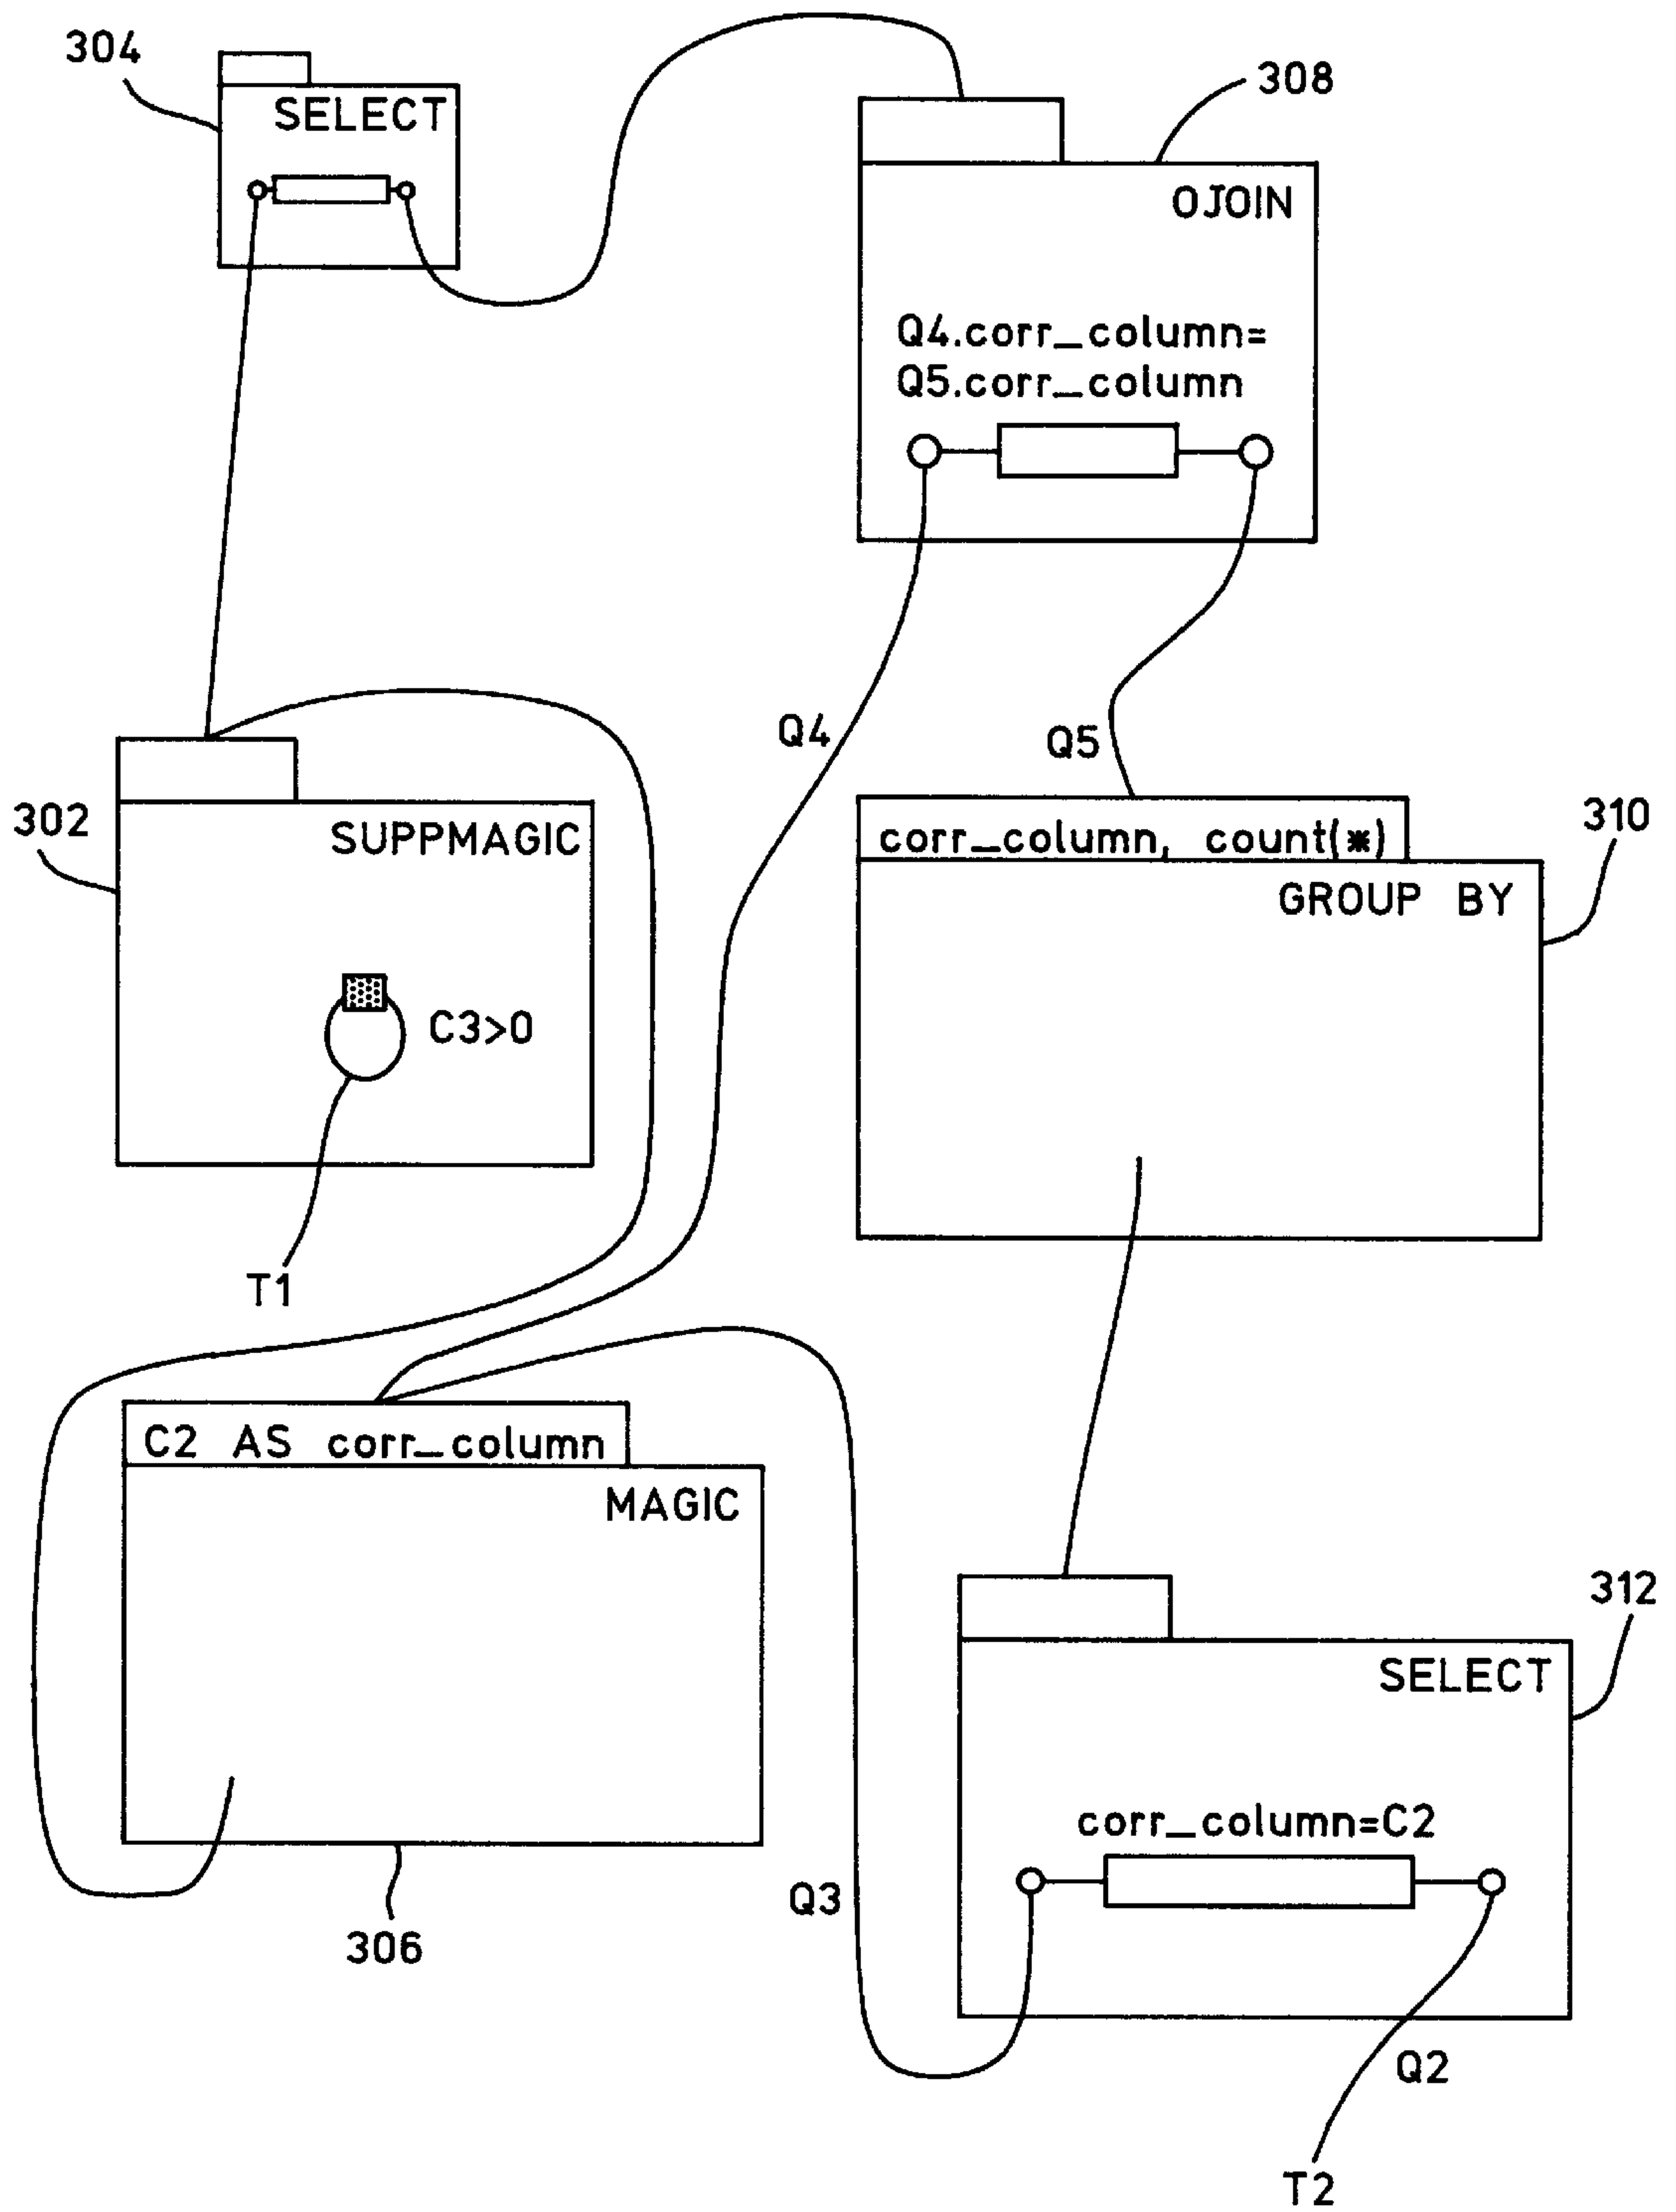 304
SELECT
308
OJOIN
Q4.corr_column=
Q5.corr_column
Q4
Q5
302
SUPPMAGIC
C3>0
T1
corr_column, count(*)
GROUP BY
310
C2 AS corr_column
MAGIC
306
Q3
312
SELECT
corr_column=C2
Q2
T2